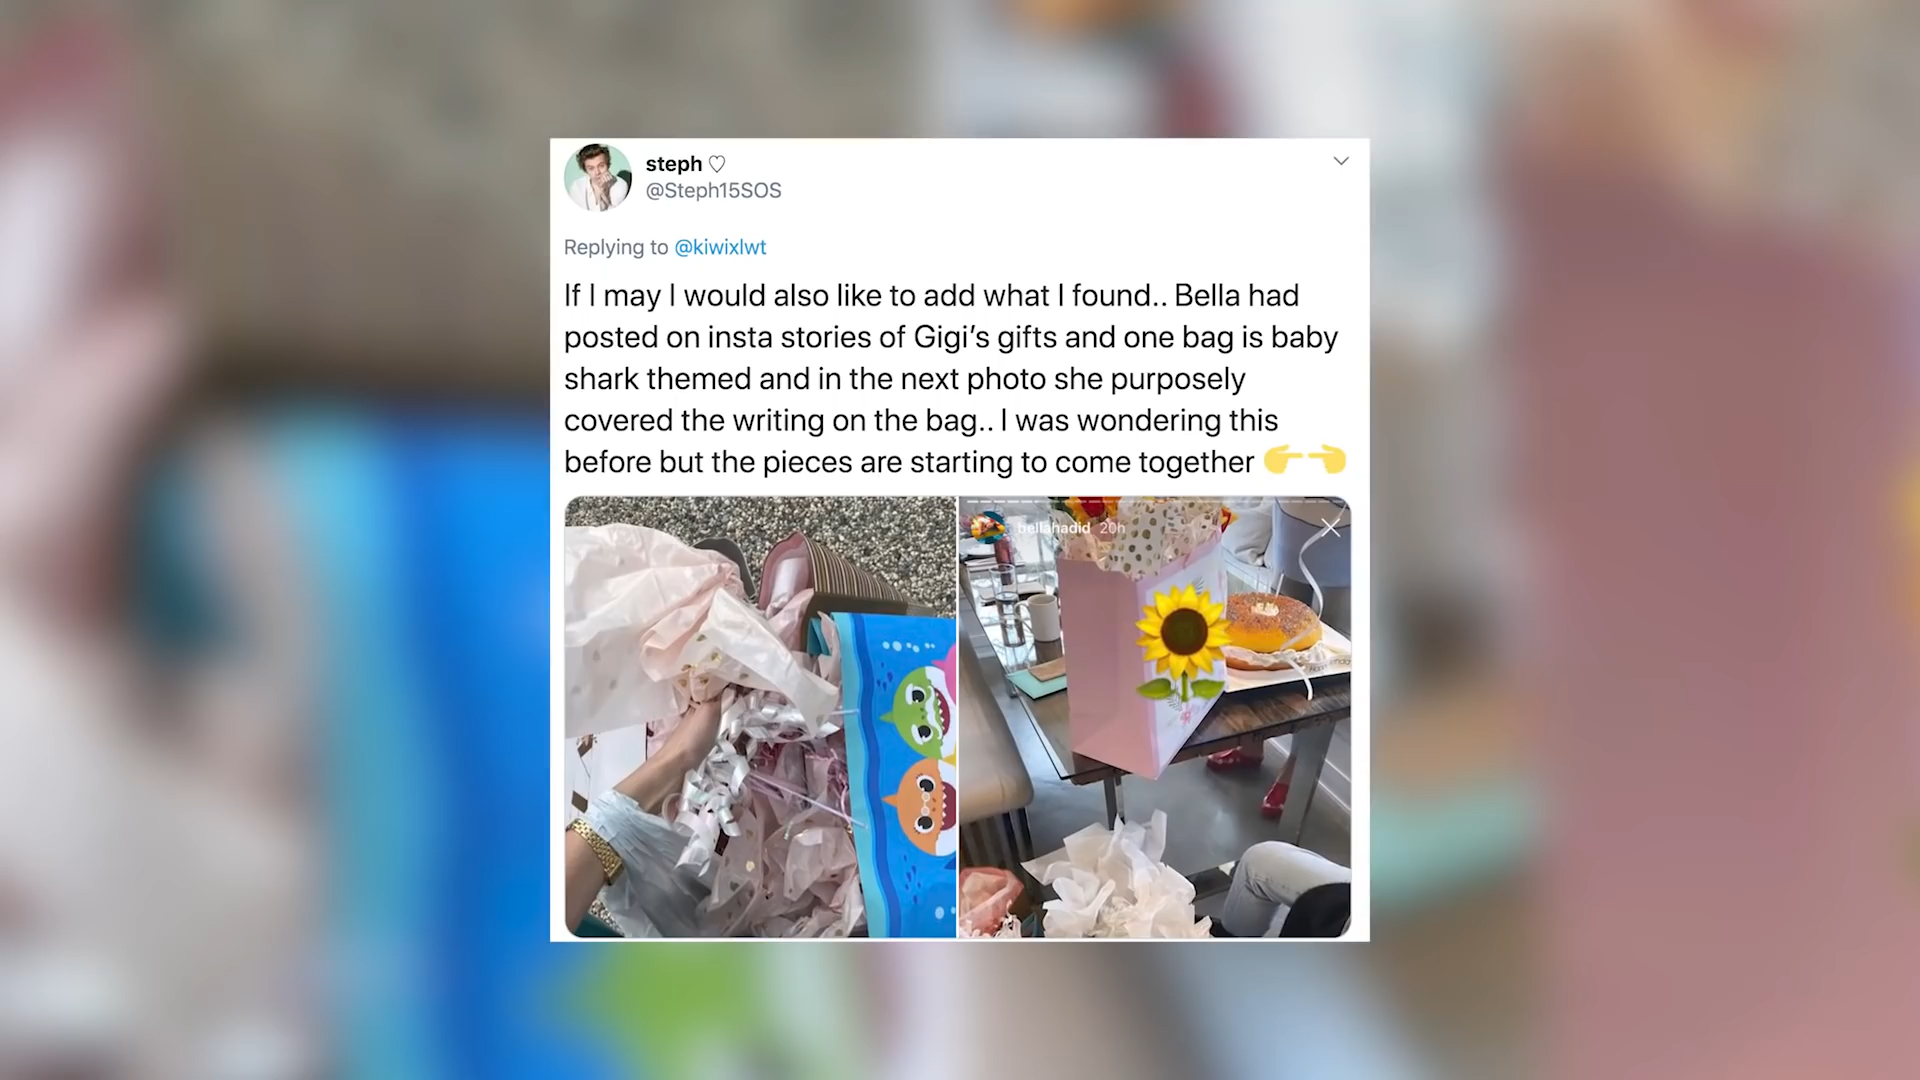 steph ♡
@Steph15SOS
Replying to @kiwixlwt
If I may I would also like to add what I found.. Bella had
posted on insta stories of Gigi’s gifts and one bag is baby
shark themed and in the next photo she purposely
covered the writing on the bag.. I was wondering this
before but the pieces are starting to come together 👉👈
bellahadid 20h